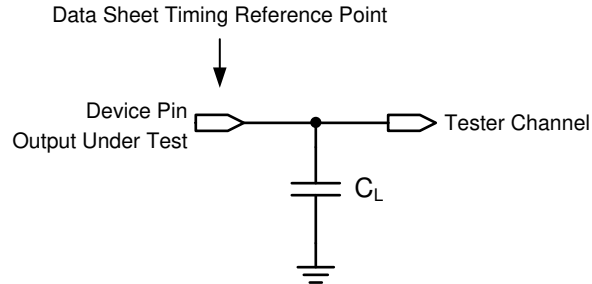 Data Sheet Timing Reference Point
Device Pin
Output Under Test
Tester Channel
CL